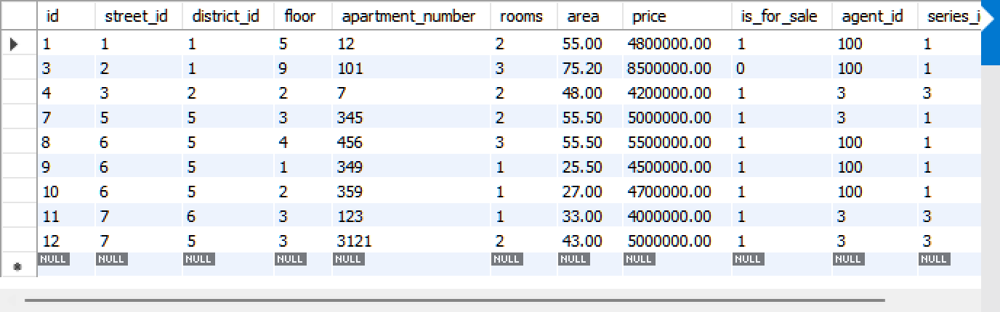 id street_id district_id floor apartment_number rooms area price is_for_sale agent_id series_i
1 1 1 5 12 2 55.00 4800000.00 1 100 1
3 2 1 9 101 3 75.20 8500000.00 0 100 1
4 3 2 2 7 2 48.00 4200000.00 1 3 3
7 5 5 3 345 2 55.50 5000000.00 1 3 1
8 6 5 4 456 3 55.50 5500000.00 1 100 1
9 6 5 1 349 1 25.50 4500000.00 1 100 1
10 6 5 2 359 1 27.00 4700000.00 1 100 1
11 7 6 3 123 1 33.00 4000000.00 1 3 3
12 7 5 3 3121 2 43.00 5000000.00 1 3 3
NULL NULL NULL NULL NULL NULL NULL NULL NULL NULL NULL